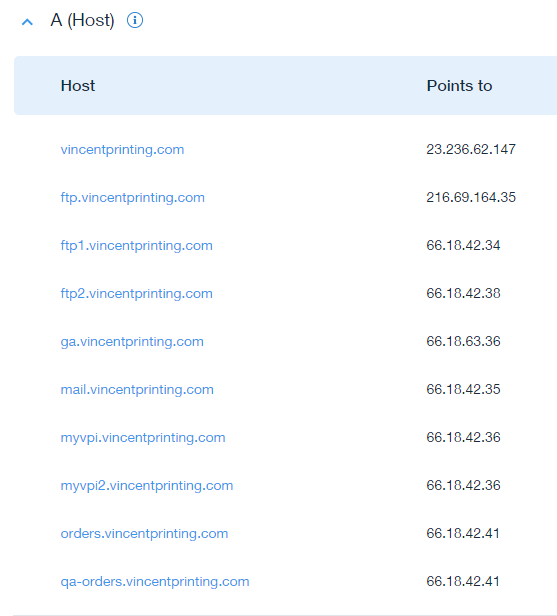 A (Host)
Host Points to
vincentprinting.com 23.236.62.147
ftp.vincentprinting.com 216.69.164.35
ftp1.vincentprinting.com 66.18.42.34
ftp2.vincentprinting.com 66.18.42.38
ga.vincentprinting.com 66.18.63.36
mail.vincentprinting.com 66.18.42.35
myvpi.vincentprinting.com 66.18.42.36
myvpi2.vincentprinting.com 66.18.42.36
orders.vincentprinting.com 66.18.42.41
qa-orders.vincentprinting.com 66.18.42.41